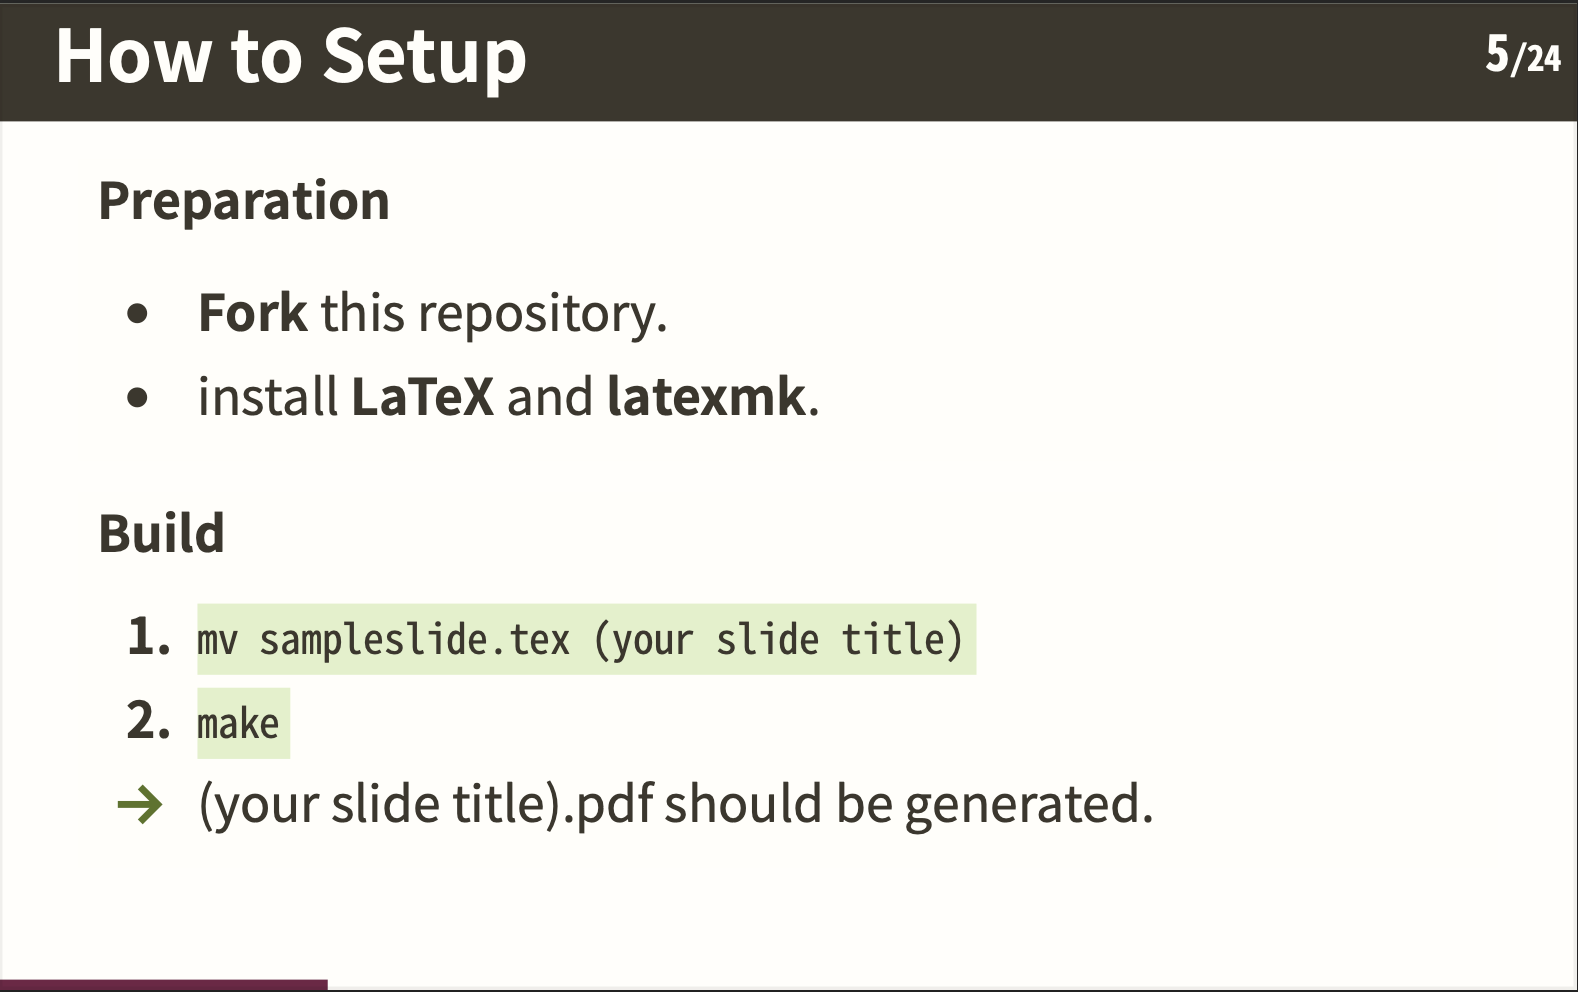 How to Setup
5/24
Preparation
• Fork this repository.
• install LaTeX and latexmk.
Build
1. mv sampleslide.tex (your slide title)
2. make
→ (your slide title).pdf should be generated.